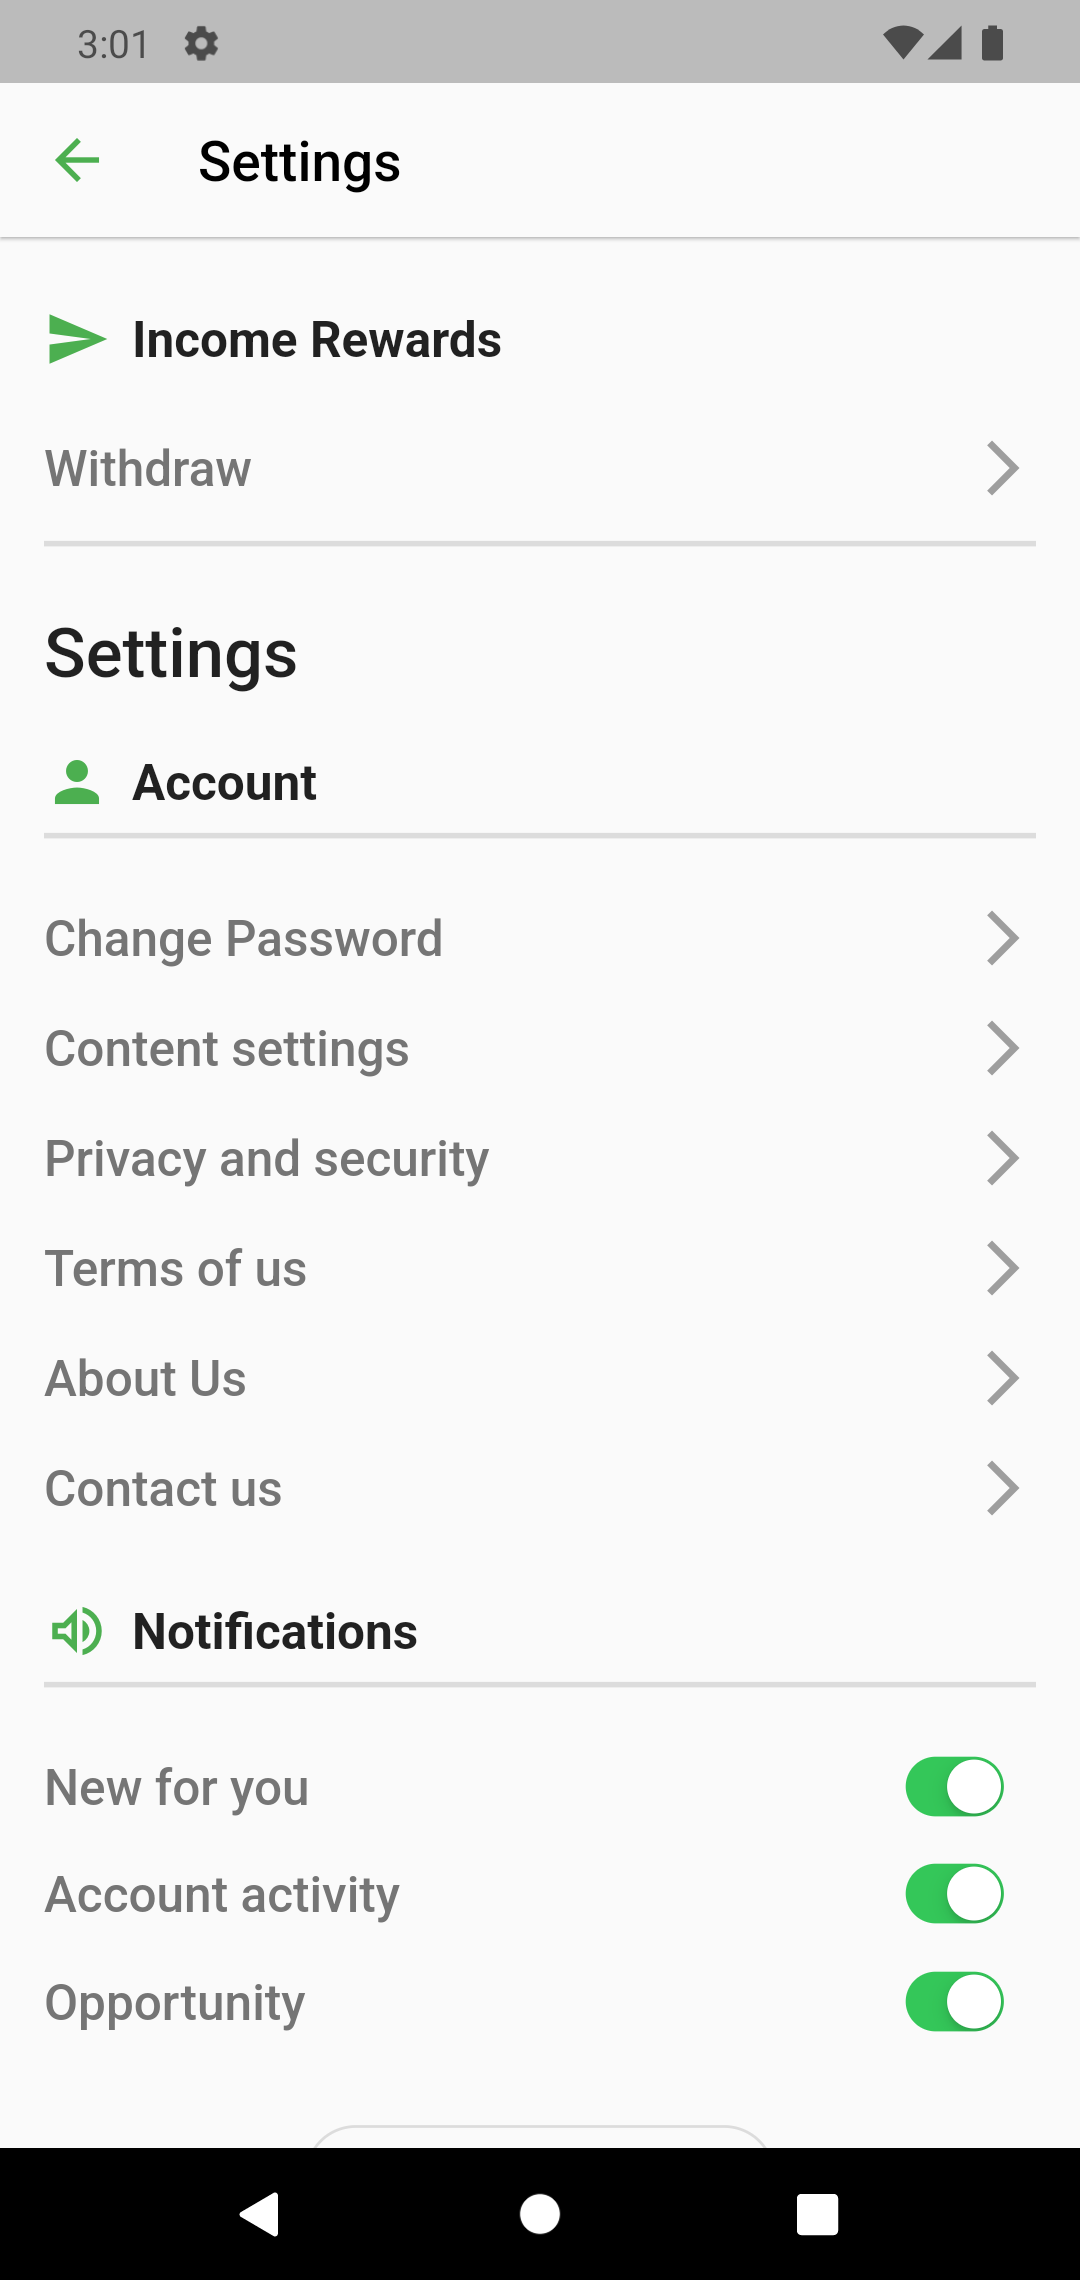 3:01
Settings
Income Rewards
Withdraw
Settings
Account
Change Password
Content settings
Privacy and security
Terms of us
About Us
Contact us
Notifications
New for you
Account activity
Opportunity